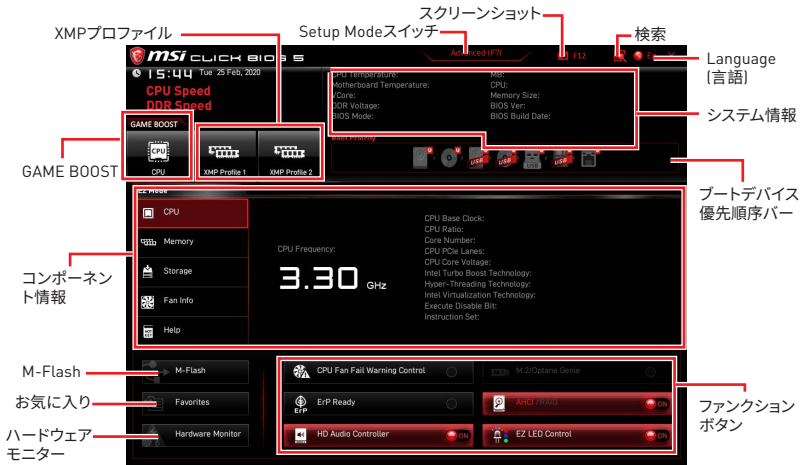 スクリーンショット
XMPプロファイル
Setup Modeスイッチ
検索
Language
(言語)
システム情報
GAME BOOST
ブートデバイス
優先順序バー
コンポーネン
ト情報
M-Flash
お気に入り
ハードウェア
モニター
ファンクション
ボタン
msi CLICK BIOS 5
Advanced (F7)
F12
En
15:44 Tue 25 Feb, 2020
CPU Speed
DDR Speed
CPU Temperature:
Motherboard Temperature:
VCore:
DDR Voltage:
BIOS Mode:
MB:
CPU:
Memory Size:
BIOS Ver:
BIOS Build Date:
GAME BOOST
CPU
CPU
XMP Profile 1
XMP Profile 2
Boot Priority
U
U
U
U
U
U
U
USB
USB
USB
USB
EZ Mode
CPU
Memory
Storage
Fan Info
Help
CPU Frequency:
3.30 GHz
CPU Base Clock:
CPU Ratio:
Core Number:
CPU PCIe Lanes:
CPU Core Voltage:
Intel Turbo Boost Technology:
Hyper-Threading Technology:
Intel Virtualization Technology:
Execute Disable Bit:
Instruction Set:
M-Flash
Favorites
Hardware Monitor
CPU Fan Fail Warning Control
M.2/Optane Genie
ErP
ErP Ready
AHCI /RAID
ON
HD Audio Controller
ON
EZ LED Control
ON